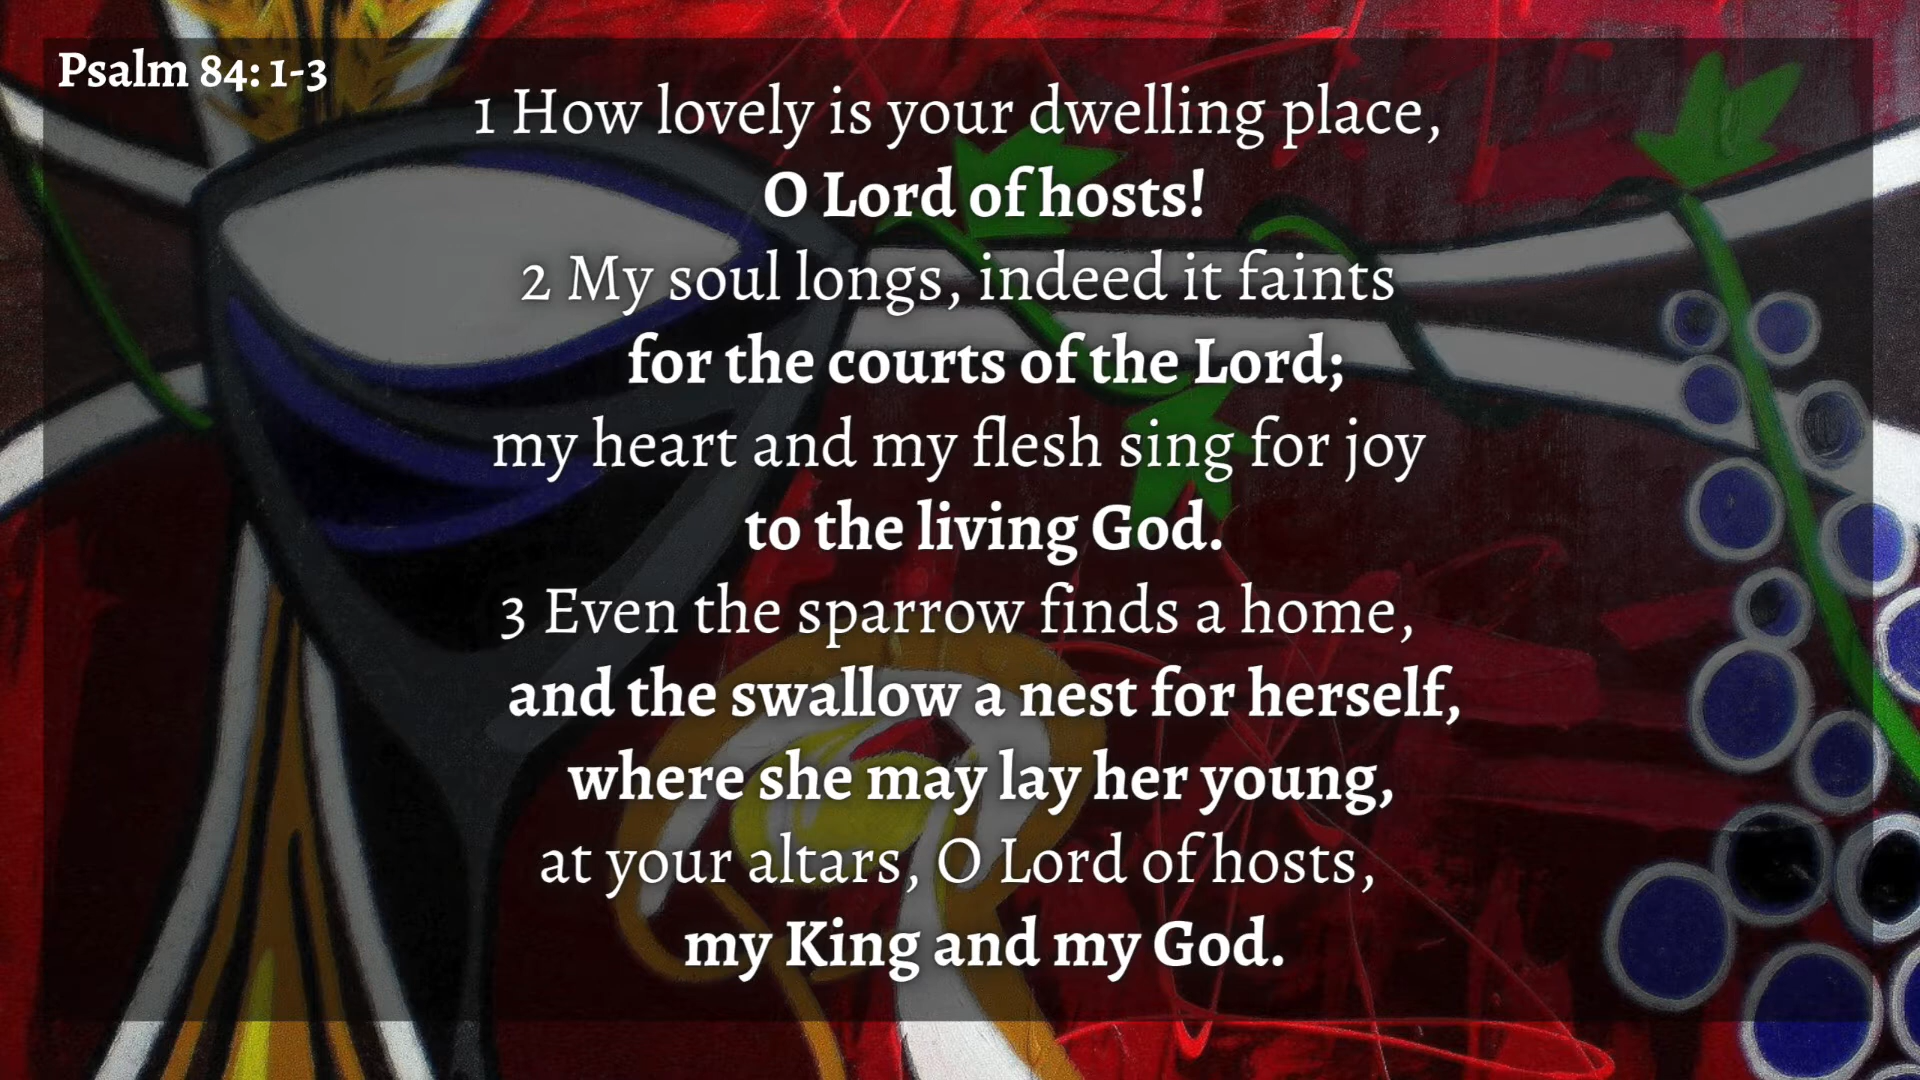 Psalm 84: 1-3
1 How lovely is your dwelling place,
O Lord of hosts!
2 My soul longs, indeed it faints
for the courts of the Lord;
my heart and my flesh sing for joy
to the living God.
3 Even the sparrow finds a home,
and the swallow a nest for herself,
where she may lay her young,
at your altars, O Lord of hosts,
my King and my God.